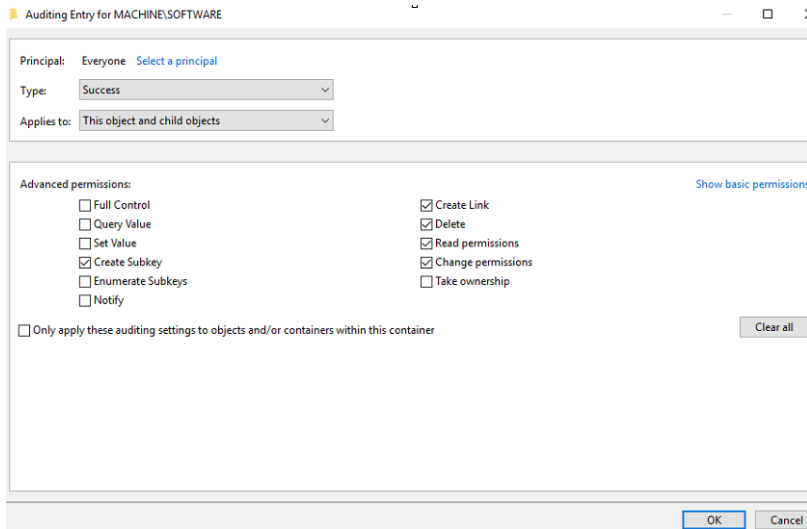 Auditing Entry for MACHINE\SOFTWARE
Principal: Everyone Select a principal
Type: Success
Applies to: This object and child objects
Advanced permissions: Show basic permissions
Full Control
Query Value
Set Value
Create Subkey
Enumerate Subkeys
Notify
Create Link
Delete
Read permissions
Change permissions
Take ownership
Only apply these auditing settings to objects and/or containers within this container
Clear all
OK Cancel